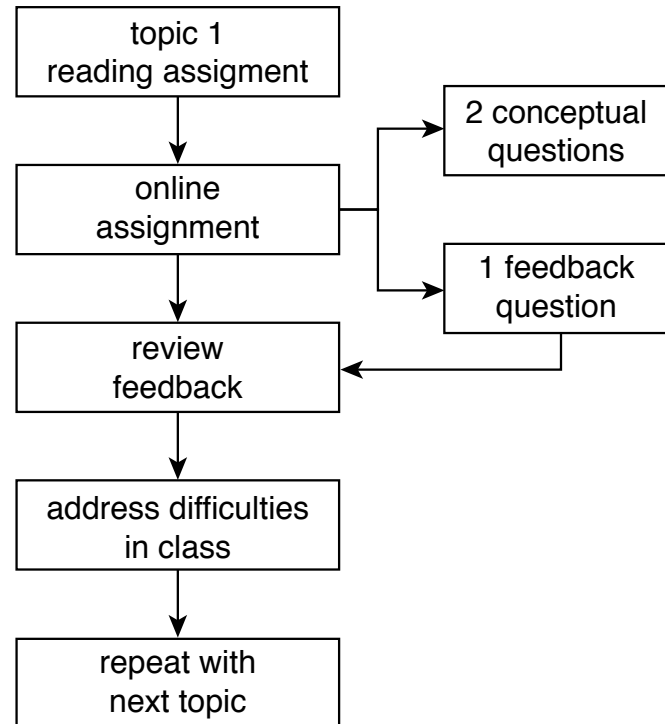 topic 1
reading assigment
online
assignment
2 conceptual
questions
1 feedback
question
review
feedback
address difficulties
in class
repeat with
next topic